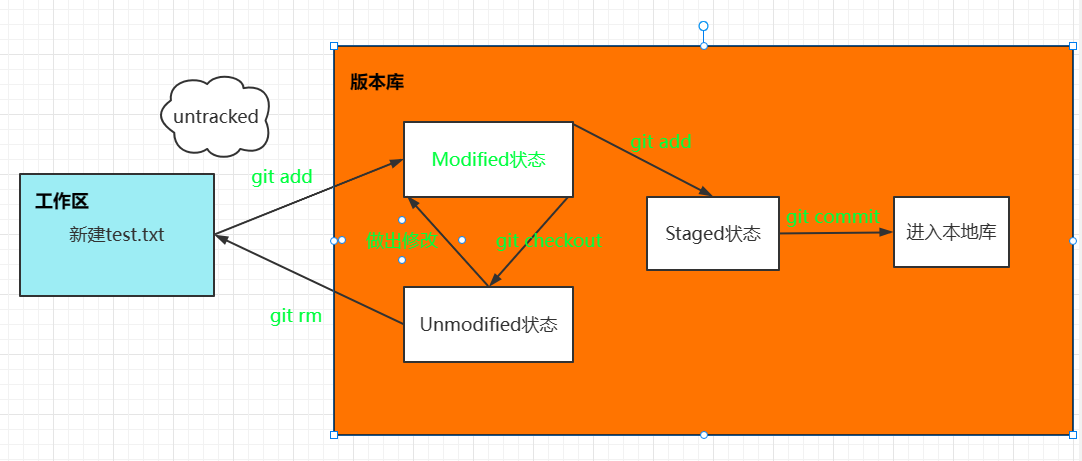 版本库
untracked
git add
工作区
新建test.txt
Modified状态
git add
Staged状态
git commit
进入本地库
做出修改
git checkout
git rm
Unmodified状态